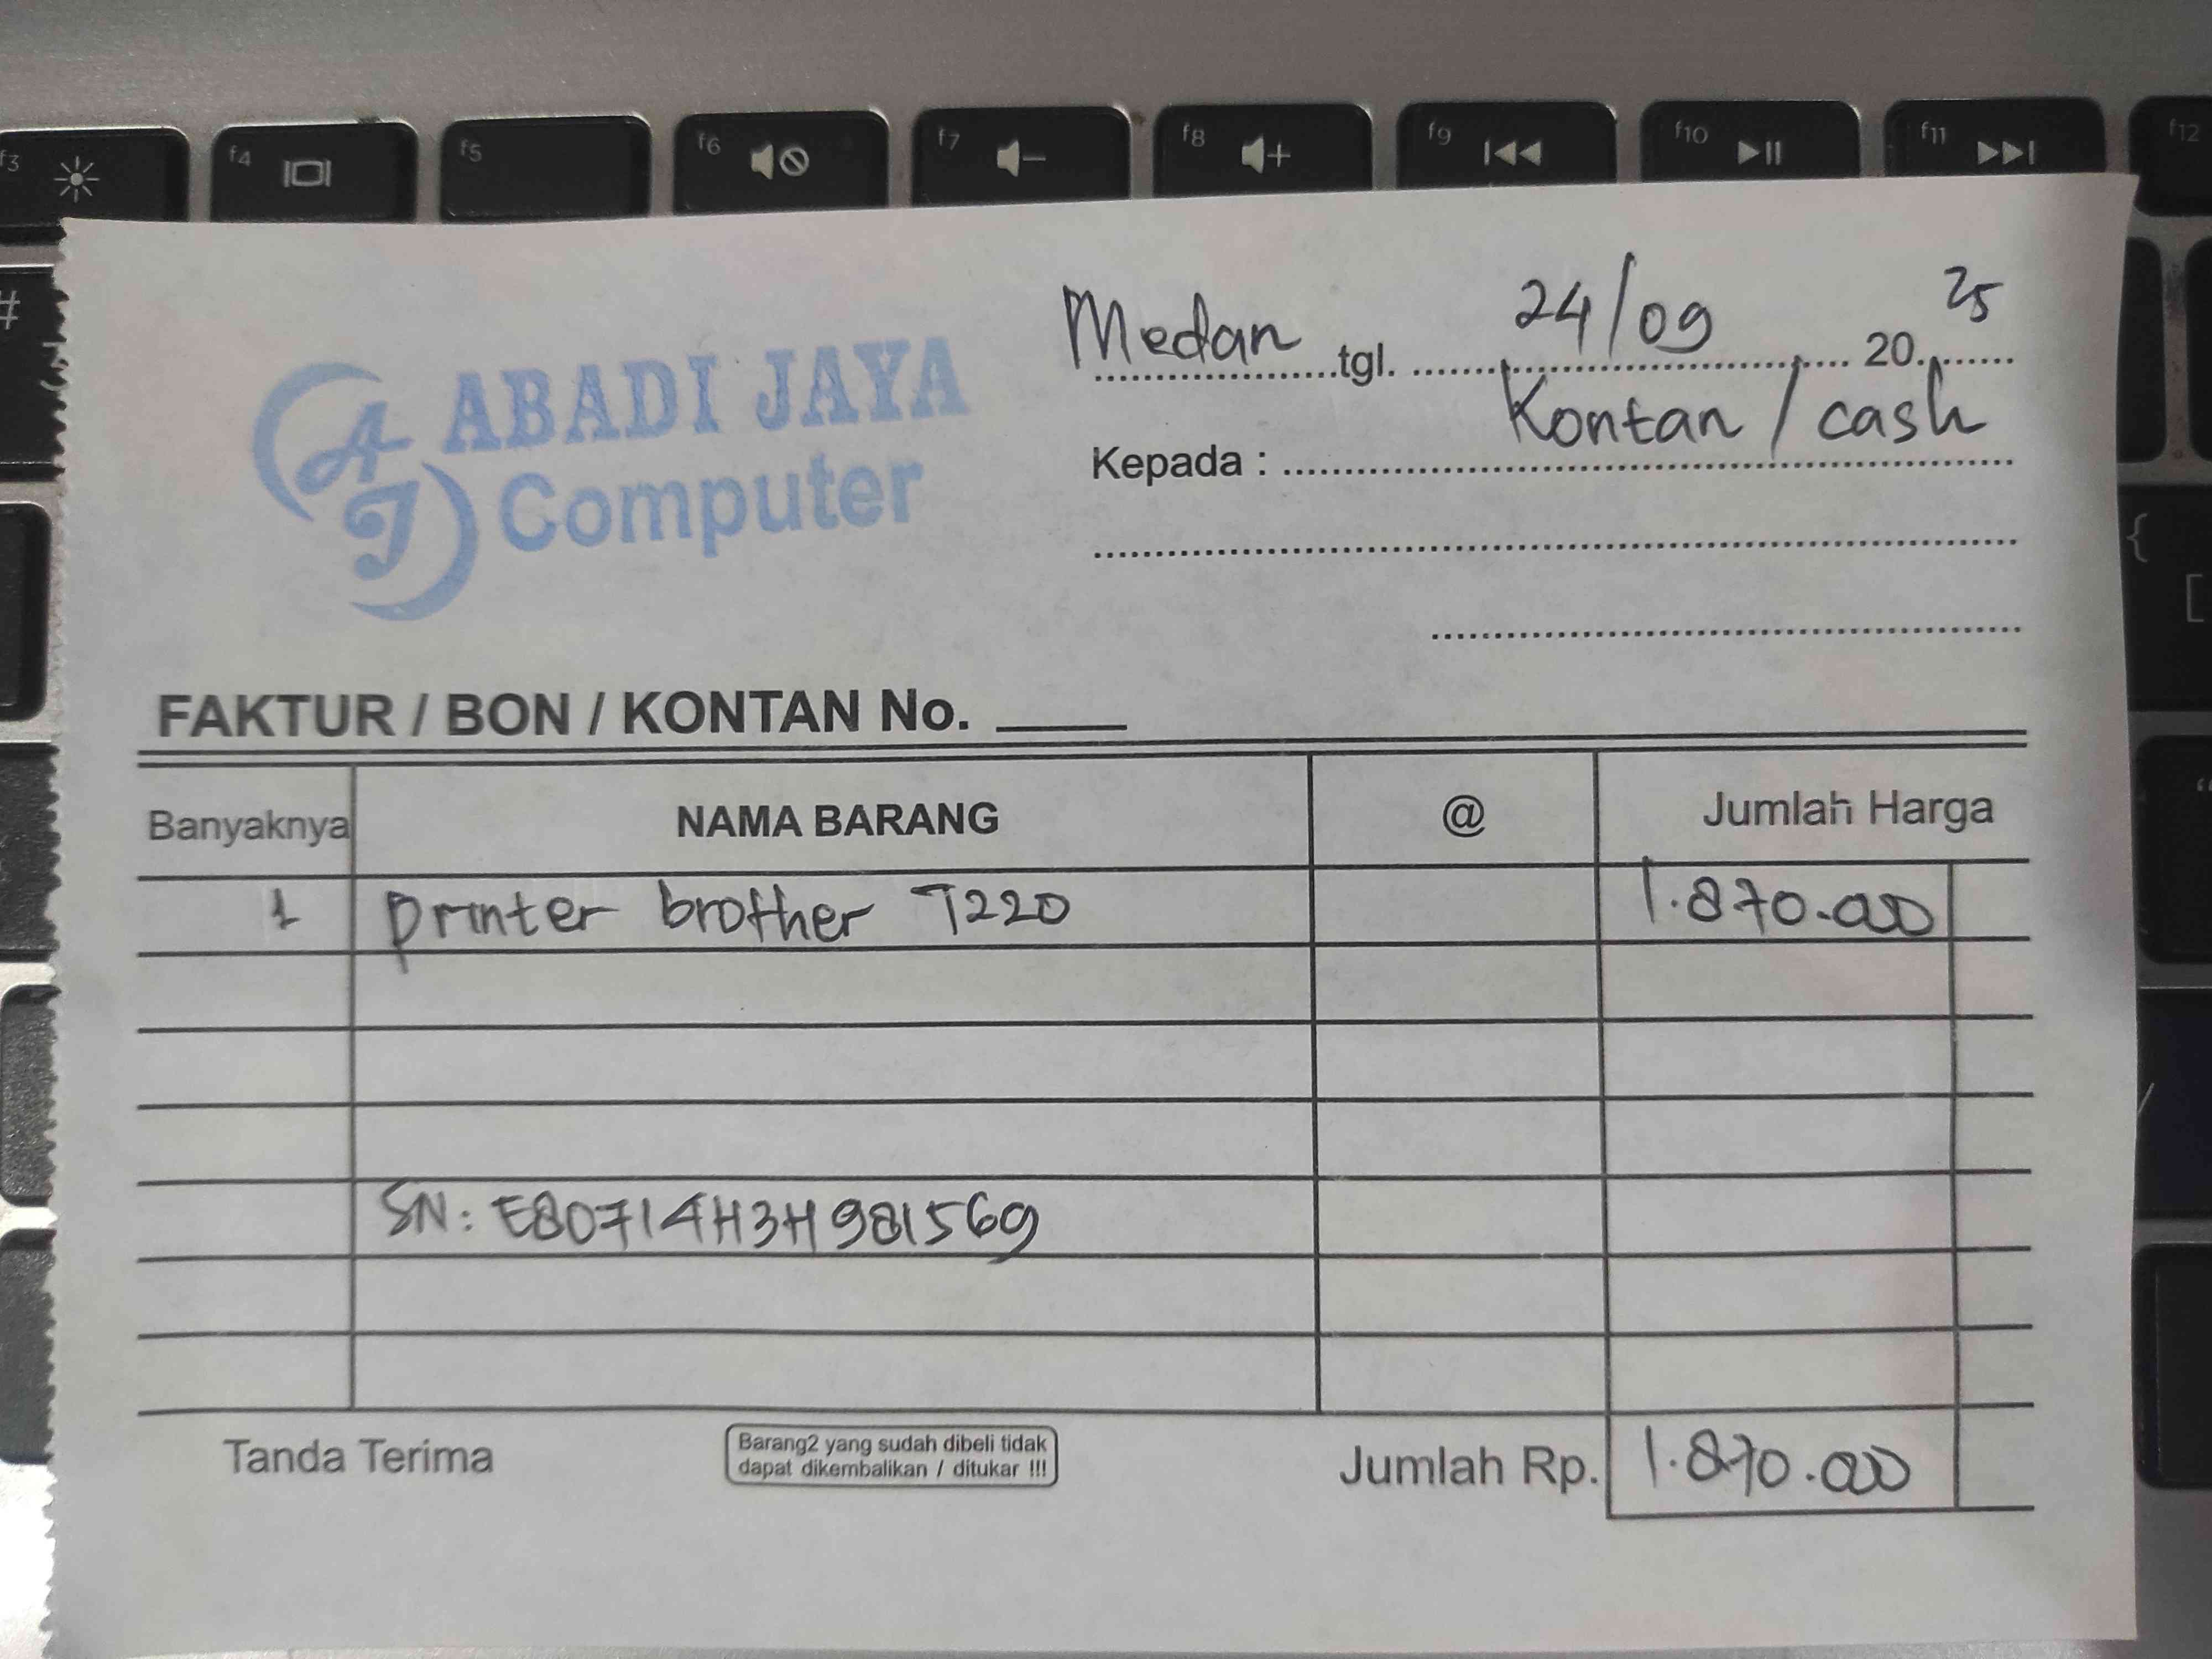 f3 f4 f5 f6 f7 f8 f9 f10 f11 f12
#
{
[
Medan tgl. 24/09 2025
ABADI JAYA
Computer
AJ
Kepada : Kontan / cash
FAKTUR / BON / KONTAN No.
Banyaknya NAMA BARANG @ Jumlah Harga
1 printer brother T220 1.870.000
SN: E80714H3H981569
Tanda Terima
Barang2 yang sudah dibeli tidak
dapat dikembalikan / ditukar !!!
Jumlah Rp. 1.870.000